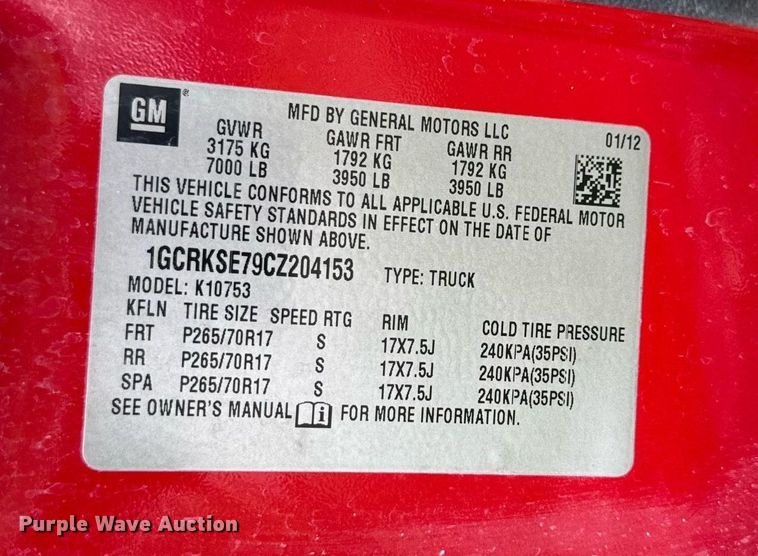 GM ®
MFD BY GENERAL MOTORS LLC
GVWR GAWR FRT GAWR RR 01/12
3175 KG 1792 KG 1792 KG
7000 LB 3950 LB 3950 LB
THIS VEHICLE CONFORMS TO ALL APPLICABLE U.S. FEDERAL MOTOR
VEHICLE SAFETY STANDARDS IN EFFECT ON THE DATE OF
MANUFACTURE SHOWN ABOVE.
1GCRKSE79CZ204153 TYPE: TRUCK
MODEL: K10753
KFLN TIRE SIZE SPEED RTG RIM COLD TIRE PRESSURE
FRT P265/70R17 S 17X7.5J 240KPA(35PSI)
RR P265/70R17 S 17X7.5J 240KPA(35PSI)
SPA P265/70R17 S 17X7.5J 240KPA(35PSI)
SEE OWNER'S MANUAL i FOR MORE INFORMATION.
Purple Wave Auction